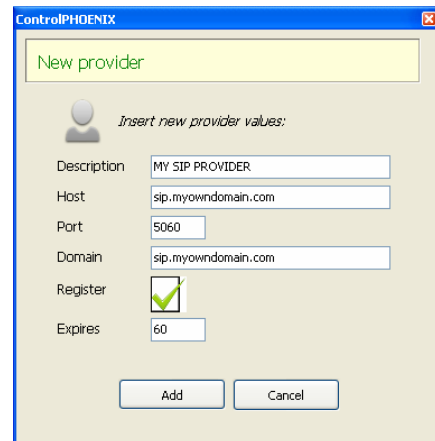 ControlPHOENIX
New provider
Insert new provider values:
Description MY SIP PROVIDER
Host sip.myowndomain.com
Port 5060
Domain sip.myowndomain.com
Register
Expires 60
Add Cancel